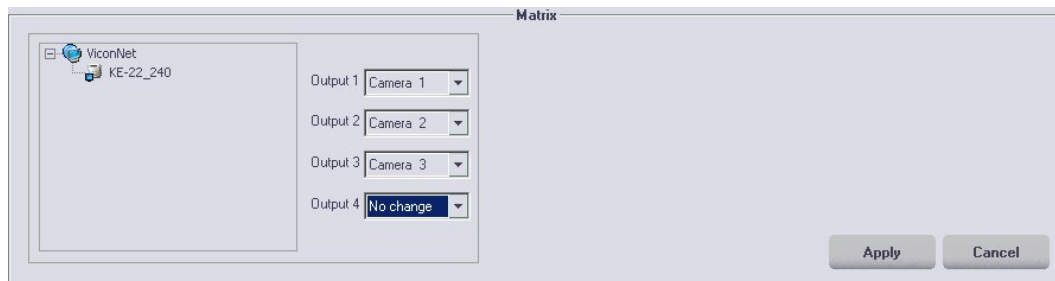 Matrix
ViconNet
KE-22_240
Output 1 Camera 1
Output 2 Camera 2
Output 3 Camera 3
Output 4 No change
Apply Cancel